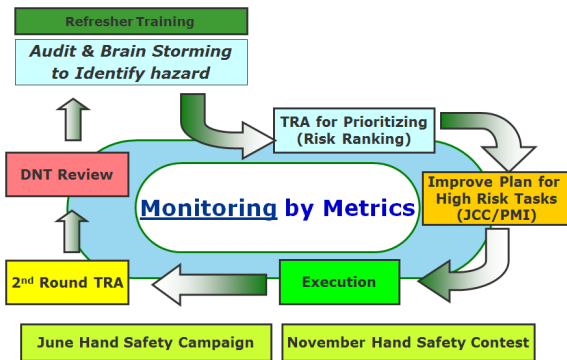 Refresher Training
Audit & Brain Storming
to Identify hazard
TRA for Prioritizing
(Risk Ranking)
DNT Review
Improve Plan for
High Risk Tasks
(JCC/PMI)
Monitoring by Metrics
2nd Round TRA
Execution
June Hand Safety Campaign
November Hand Safety Contest